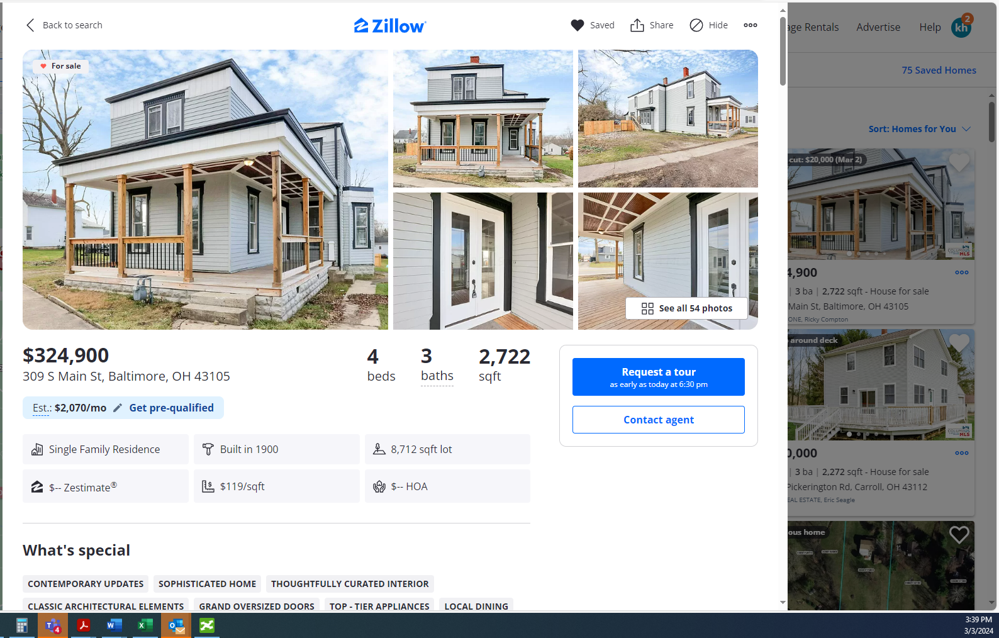 Back to search
Zillow
Saved
Share
Hide
age Rentals
Advertise
Help
kh
2
75 Saved Homes
For sale
Sort: Homes for You
cut: $20,000 (Mar 2)
See all 54 photos
COLUMBUS
MLS
$324,900
309 S Main St, Baltimore, OH 43105
4
beds
3
baths
2,722
sqft
Est.: $2,070/mo
Get pre-qualified
Request a tour
as early as today at 6:30 pm
Contact agent
Single Family Residence
Built in 1900
8,712 sqft lot
$-- Zestimate®
$119/sqft
$-- HOA
What's special
CONTEMPORARY UPDATES
SOPHISTICATED HOME
THOUGHTFULLY CURATED INTERIOR
CLASSIC ARCHITECTURAL ELEMENTS
GRAND OVERSIZED DOORS
TOP - TIER APPLIANCES
LOCAL DINING
4,900
| 3 ba | 2,722 sqft - House for sale
Main St, Baltimore, OH 43105
ONE, Ricky Compton
around deck
COLUMBUS
MLS
0,000
| 3 ba | 2,272 sqft - House for sale
Pickerington Rd, Carroll, OH 43112
EAL ESTATE, Eric Seagle
ous home
4
3:39 PM
3/3/2024